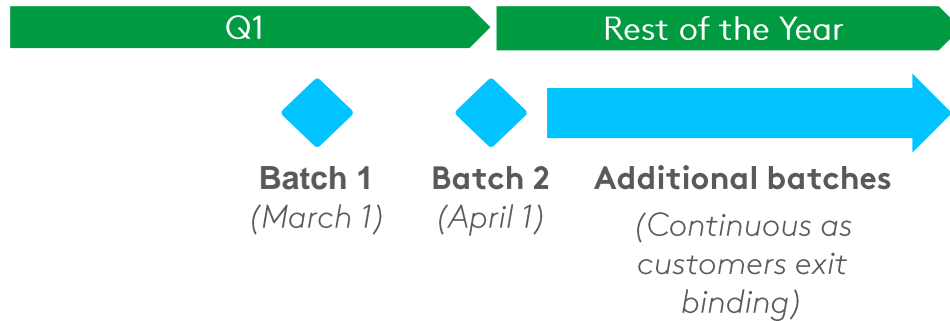 Q1
Rest of the Year
Batch 1
(March 1)
Batch 2
(April 1)
Additional batches
(Continuous as
customers exit
binding)